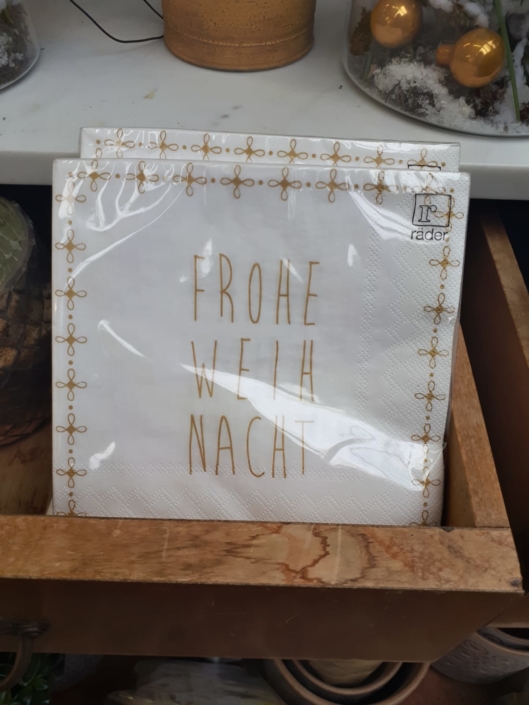 r
räder
FROHE
WEIH
NACHT